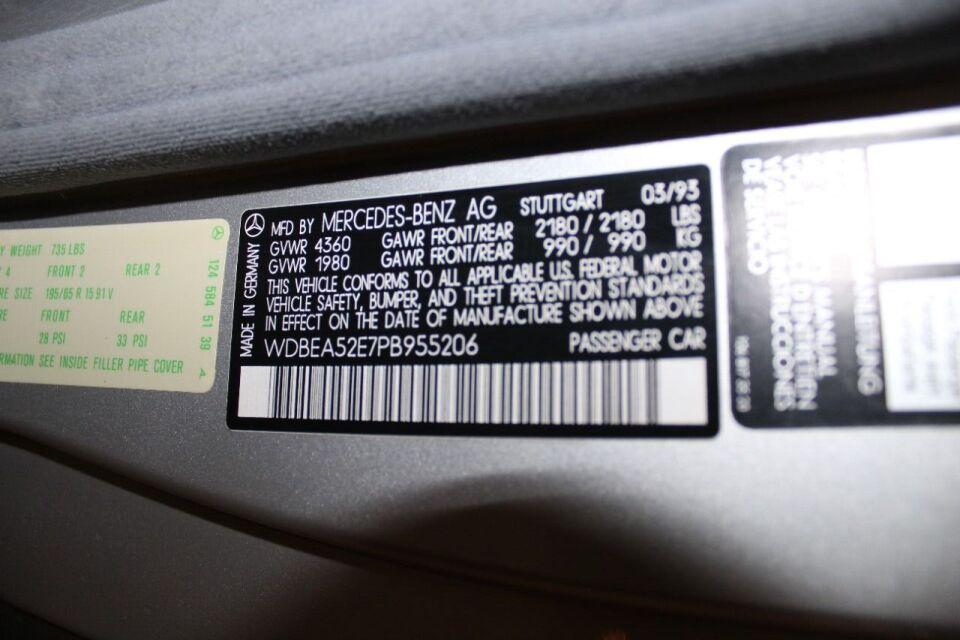 Y WEIGHT 735 LBS
4 FRONT 2 REAR 2
RE SIZE 195/65 R 15 91 V
RE FRONT REAR
28 PSI 33 PSI
ORMATION SEE INSIDE FILLER PIPE COVER
124 584 51 39 A
MADE IN GERMANY
MFD BY MERCEDES-BENZ AG STUTTGART 03/93
GVWR 4360 GAWR FRONT/REAR 2180 / 2180 LBS
GVWR 1980 GAWR FRONT/REAR 990 / 990 KG
THIS VEHICLE CONFORMS TO ALL APPLICABLE U.S. FEDERAL MOTOR
VEHICLE SAFETY, BUMPER, AND THEFT PREVENTION STANDARDS
IN EFFECT ON THE DATE OF MANUFACTURE SHOWN ABOVE
WDBEA52E7PB955206 PASSENGER CAR